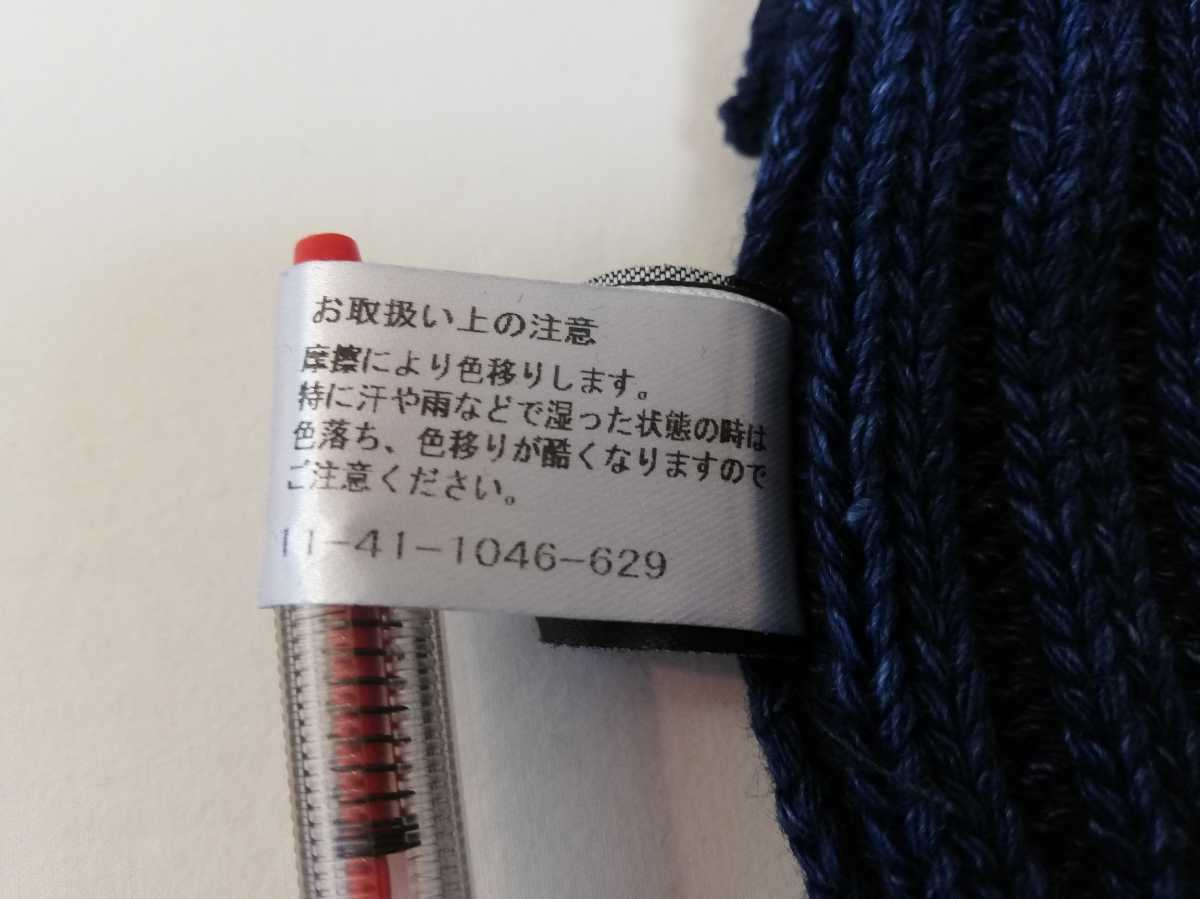 お取扱い上の注意
摩擦により色移りします。
特に汗や雨などで湿った状態の時は
色落ち、色移りが酷くなりますので
ご注意ください。
11-41-1046-629